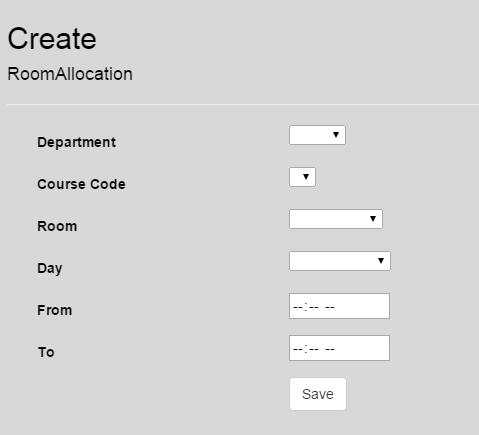 Create
RoomAllocation
Department
Course Code
Room
Day
From --:-- --
To --:-- --
Save